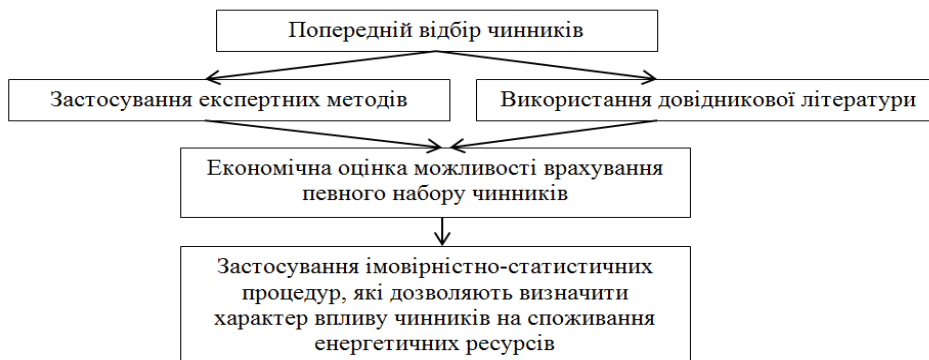 Попередній відбір чинників
Застосування експертних методів
Використання довідникової літератури
Економічна оцінка можливості врахування
певного набору чинників
Застосування імовірністно-статистичних
процедур, які дозволяють визначити
характер впливу чинників на споживання
енергетичних ресурсів